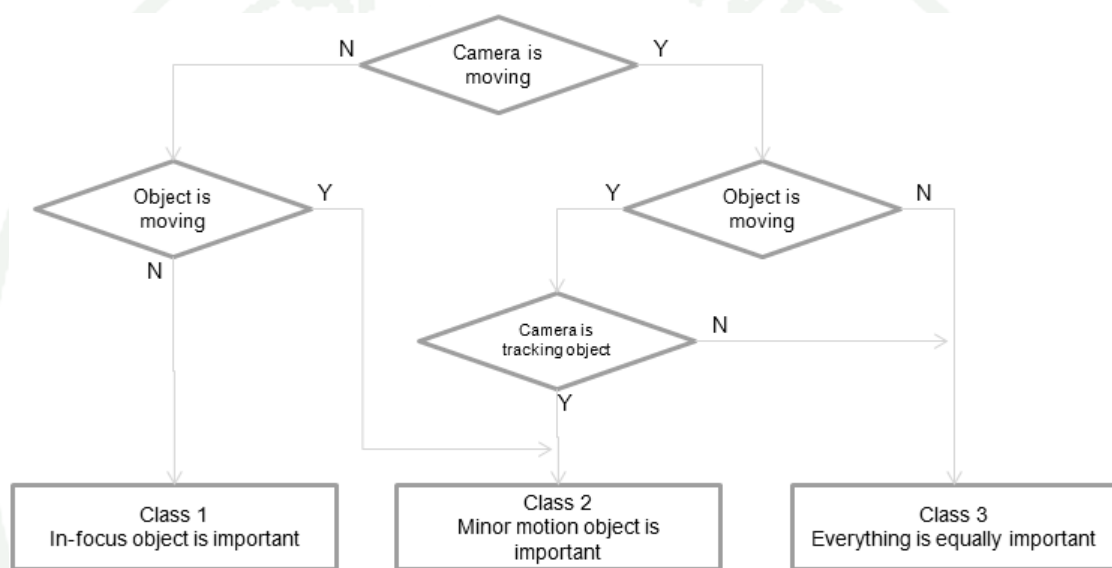 N
Camera is
moving
Y
Object is
moving
Y
N
Y
Object is
moving
N
Camera is
tracking object
N
Y
Class 1
In-focus object is important
Class 2
Minor motion object is
important
Class 3
Everything is equally important